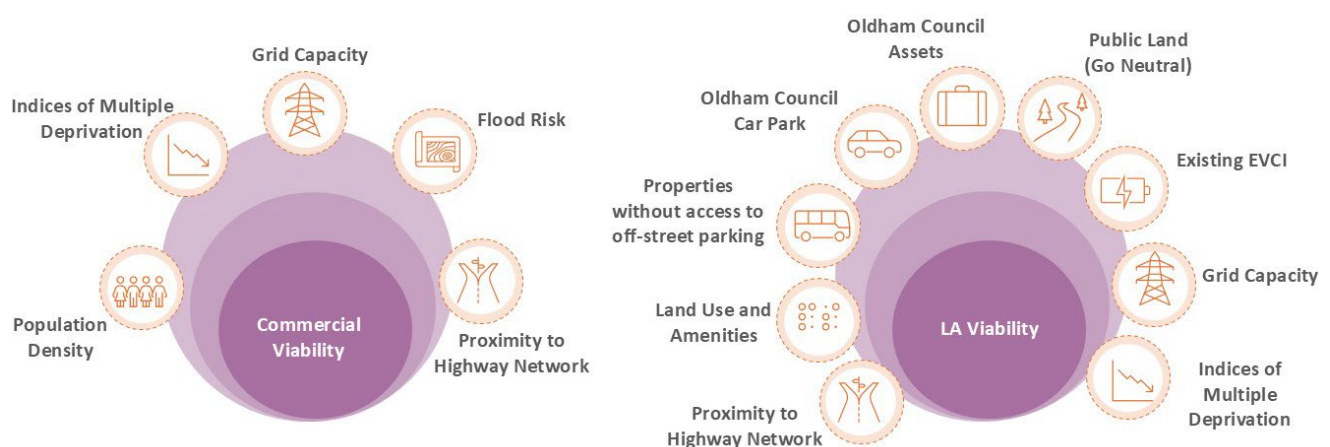 Grid Capacity
Indices of Multiple
Deprivation
Flood Risk
Population
Density
Commercial
Viability
Proximity to
Highway Network
Oldham Council
Assets
Public Land
(Go Neutral)
Oldham Council
Car Park
Existing EVCI
Properties
without access to
off-street parking
Grid Capacity
Land Use and
Amenities
LA Viability
Indices of
Multiple
Deprivation
Proximity to
Highway Network